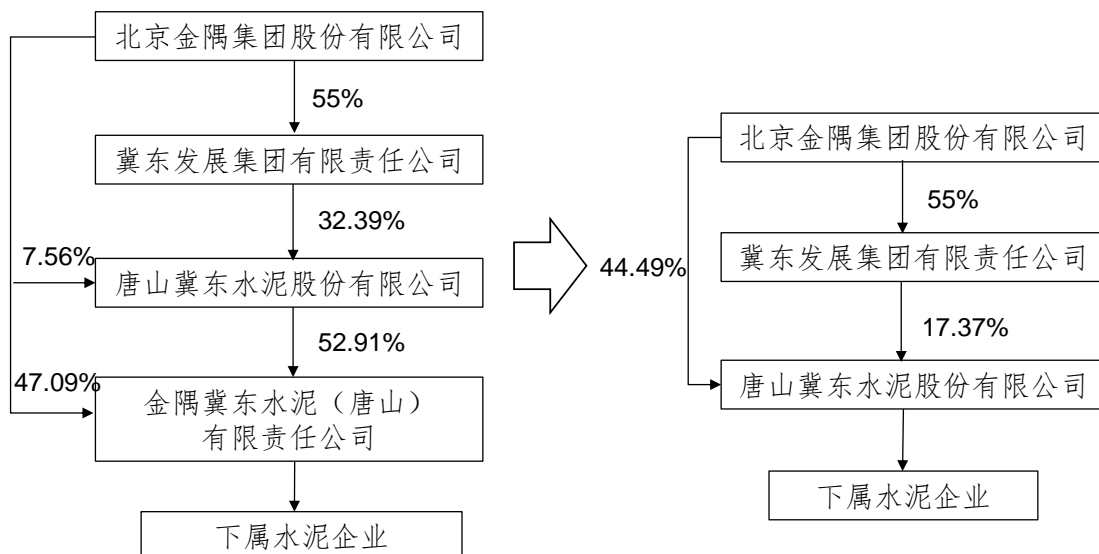 北京金隅集团股份有限公司
55%
冀东发展集团有限责任公司
32.39%
7.56%
唐山冀东水泥股份有限公司
52.91%
47.09%
金隅冀东水泥（唐山）
有限责任公司
下属水泥企业
北京金隅集团股份有限公司
55%
44.49%
冀东发展集团有限责任公司
17.37%
唐山冀东水泥股份有限公司
下属水泥企业